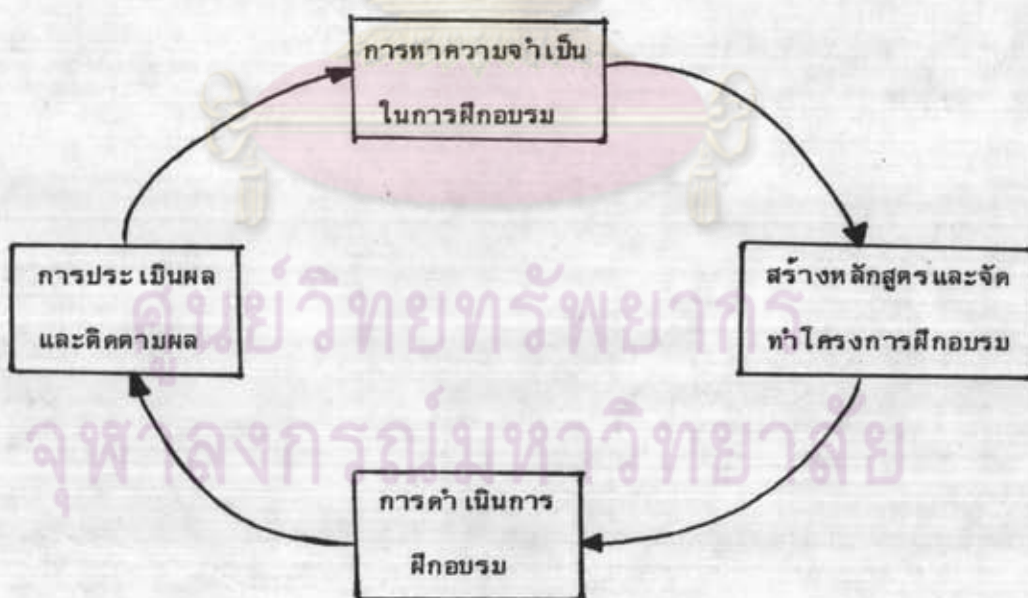 การหาความจำเป็น
ในการฝึกอบรม
สร้างหลักสูตรและจัด
ทำโครงการฝึกอบรม
การดำเนินการ
ฝึกอบรม
การประเมินผล
และติดตามผล
ศูนย์วิทยทรัพยากร
จุฬาลงกรณ์มหาวิทยาลัย